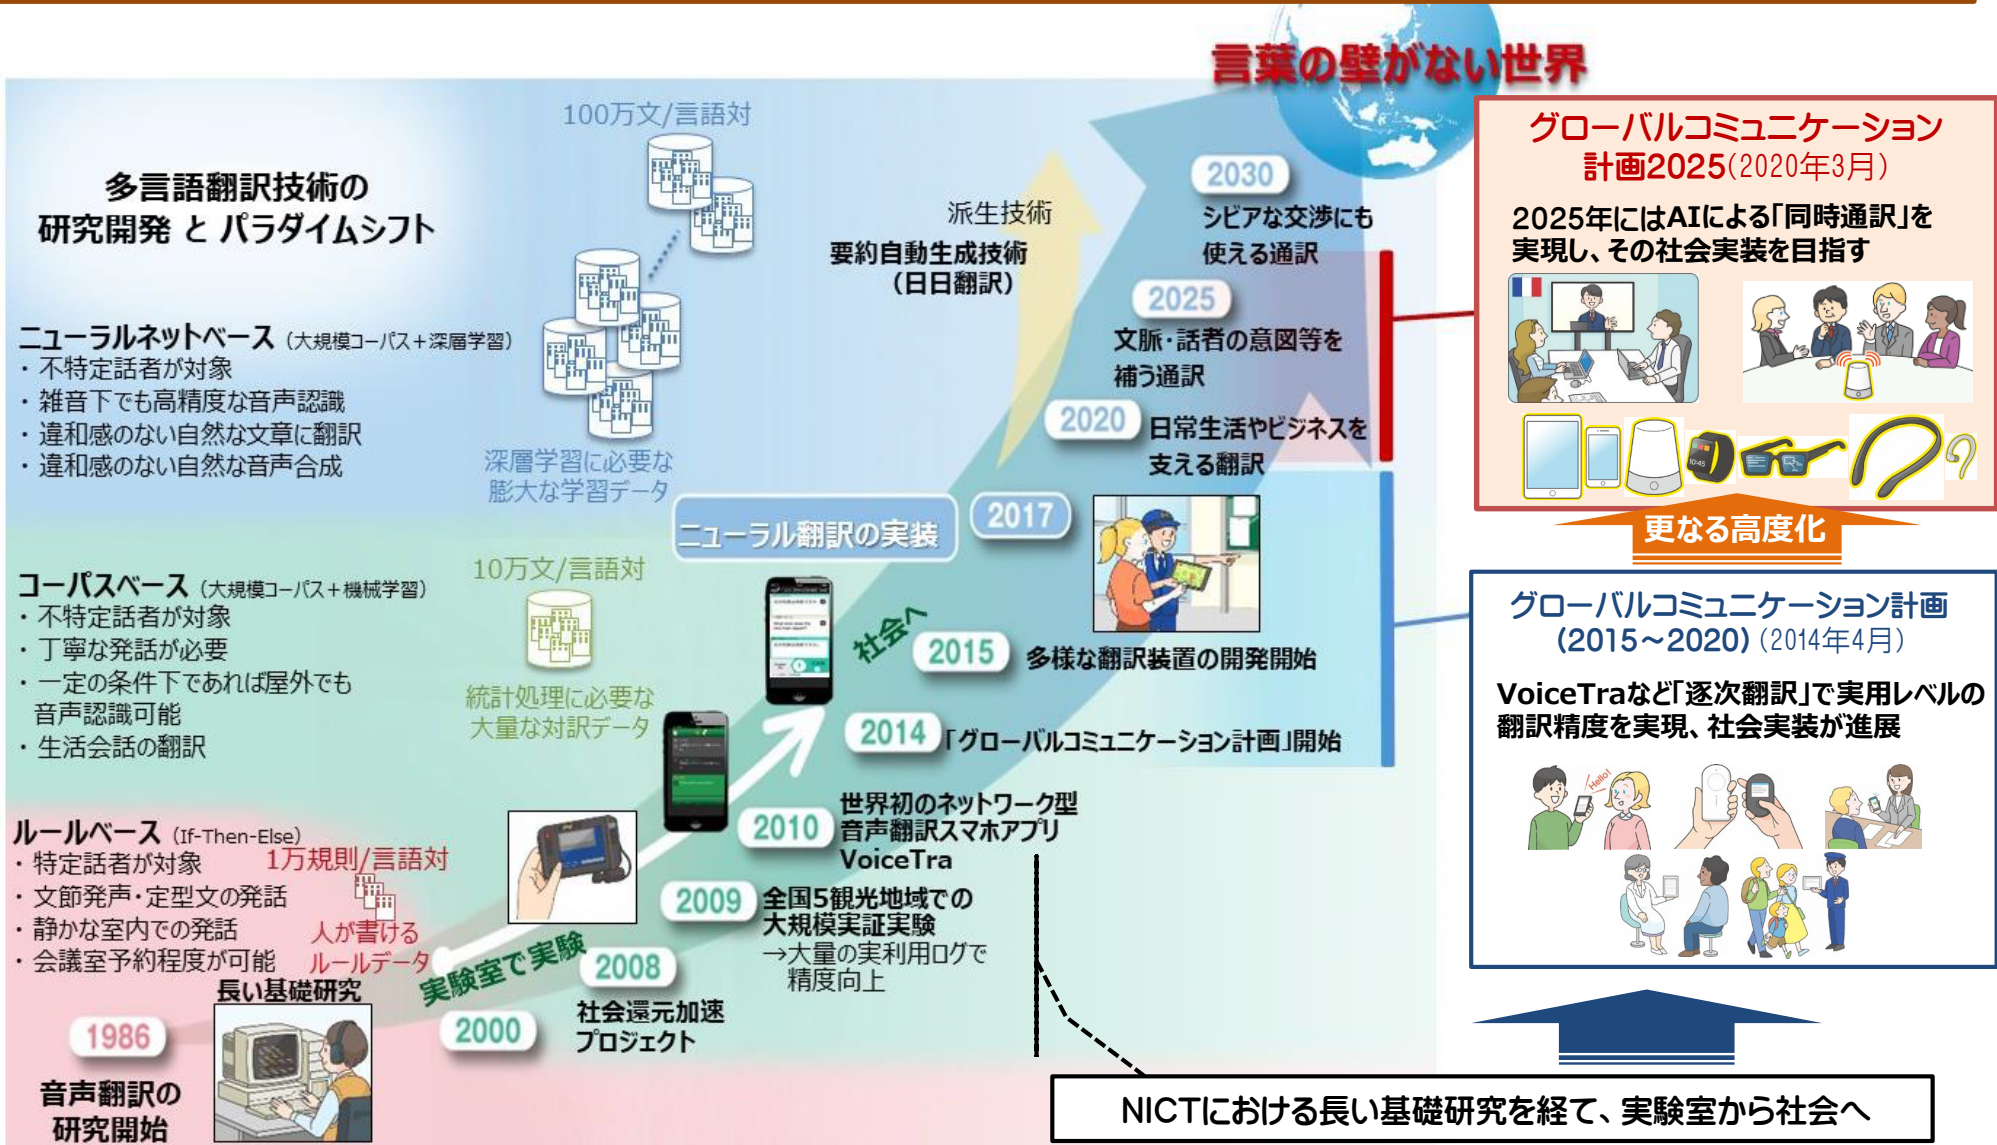 言葉の壁がない世界
多言語翻訳技術の
研究開発 と パラダイムシフト
100万文/言語対
ニューラルネットベース（大規模コーパス＋深層学習）
・不特定話者が対象
・雑音下でも高精度な音声認識
・違和感のない自然な文章に翻訳
・違和感のない自然な音声合成
深層学習に必要な
膨大な学習データ
派生技術
要約自動生成技術
（日日翻訳）
2030
シビアな交渉にも
使える通訳
2025
文脈・話者の意図等を
補う通訳
2020
日常生活やビジネスを
支える翻訳
ニューラル翻訳の実装
2017
コーパスベース（大規模コーパス＋機械学習）
・不特定話者が対象
・丁寧な発話が必要
・一定の条件下であれば屋外でも
音声認識可能
・生活会話の翻訳
10万文/言語対
統計処理に必要な
大量な対訳データ
社会へ
2015
多様な翻訳装置の開発開始
2014
「グローバルコミュニケーション計画」開始
2010
世界初のネットワーク型
音声翻訳スマホアプリ
VoiceTra
2009
全国5観光地域での
大規模実証実験
→大量の実利用ログで
精度向上
ルールベース（If-Then-Else）
・特定話者が対象
・文節発声・定型文の発話
・静かな室内での発話
・会議室予約程度が可能
1万規則/言語対
人が書ける
ルールデータ
実験室で実験
2008
社会還元加速
プロジェクト
2000
長い基礎研究
1986
音声翻訳の
研究開始
グローバルコミュニケーション
計画2025(2020年3月)
2025年にはAIによる「同時通訳」を
実現し、その社会実装を目指す
10:45
更なる高度化
グローバルコミュニケーション計画
(2015～2020)(2014年4月)
VoiceTraなど「逐次翻訳」で実用レベルの
翻訳精度を実現、社会実装が進展
Hello!
NICTにおける長い基礎研究を経て、実験室から社会へ